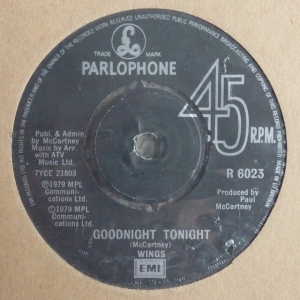 TRADE MARK
PARLOPHONE
45
R.P.M.
Publ. & Admin.
by McCartney
Music by Arr.
with ATV
Music Ltd.
7YCE 21803
℗1979 MPL
Communi-
cations Ltd.
©1979 MPL
Communi-
cations Ltd.
R 6023
Produced by
Paul
McCartney
GOODNIGHT TONIGHT
(McCartney)
WINGS
EMI